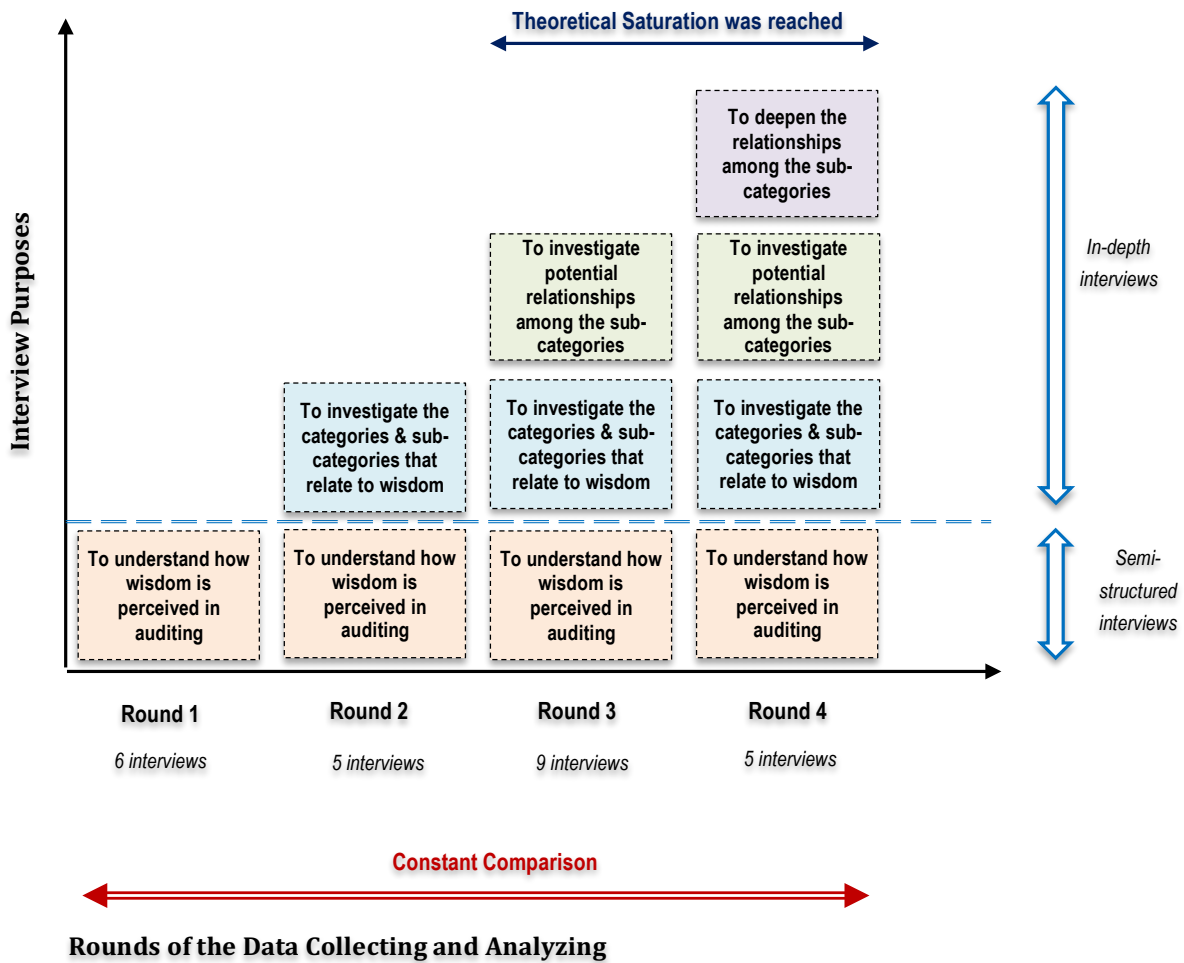 Theoretical Saturation was reached
Interview Purposes
To deepen the
relationships
among the sub-
categories
To investigate
potential
relationships
among the sub-
categories
To investigate
potential
relationships
among the sub-
categories
In-depth
interviews
To investigate the
categories & sub-
categories that
relate to wisdom
To investigate the
categories & sub-
categories that
relate to wisdom
To investigate the
categories & sub-
categories that
relate to wisdom
To understand how
wisdom is
perceived in
auditing
To understand how
wisdom is
perceived in
auditing
To understand how
wisdom is
perceived in
auditing
To understand how
wisdom is
perceived in
auditing
Semi-
structured
interviews
Round 1
Round 2
Round 3
Round 4
6 interviews
5 interviews
9 interviews
5 interviews
Constant Comparison
Rounds of the Data Collecting and Analyzing